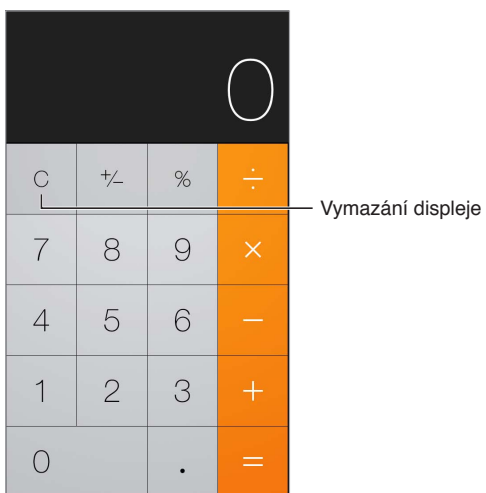 0
C +/− % ÷
Vymazání displeje
7 8 9 ×
4 5 6 −
1 2 3 +
0 . =